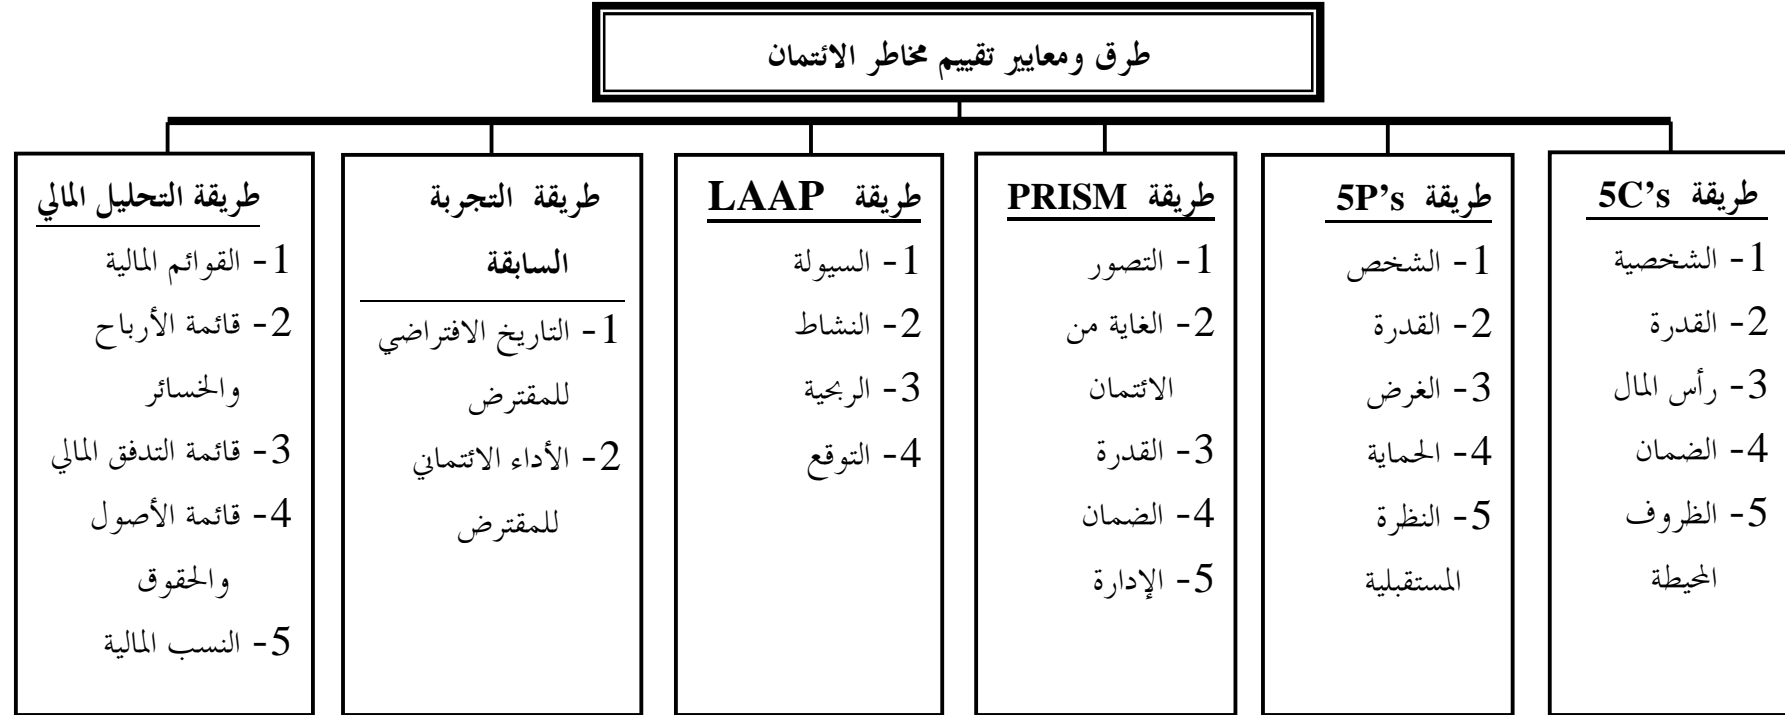 طرق ومعايير تقييم مخاطر الائتمان
طريقة 5C’s
1- الشخصية
2- القدرة
3- رأس المال
4- الضمان
5- الظروف
المحيطة
طريقة 5P’s
1- الشخص
2- القدرة
3- الغرض
4- الحماية
5- النظرة
المستقبلية
طريقة PRISM
1- التصور
2- الغاية من
الائتمان
3- القدرة
4- الضمان
5- الإدارة
طريقة LAAP
1- السيولة
2- النشاط
3- الربحية
4- التوقع
طريقة التجربة
السابقة
1- التاريخ الافتراضي
للمقترض
2- الأداء الائتماني
للمقترض
طريقة التحليل المالي
1- القوائم المالية
2- قائمة الأرباح
والخسائر
3- قائمة التدفق المالي
4- قائمة الأصول
والحقوق
5- النسب المالية